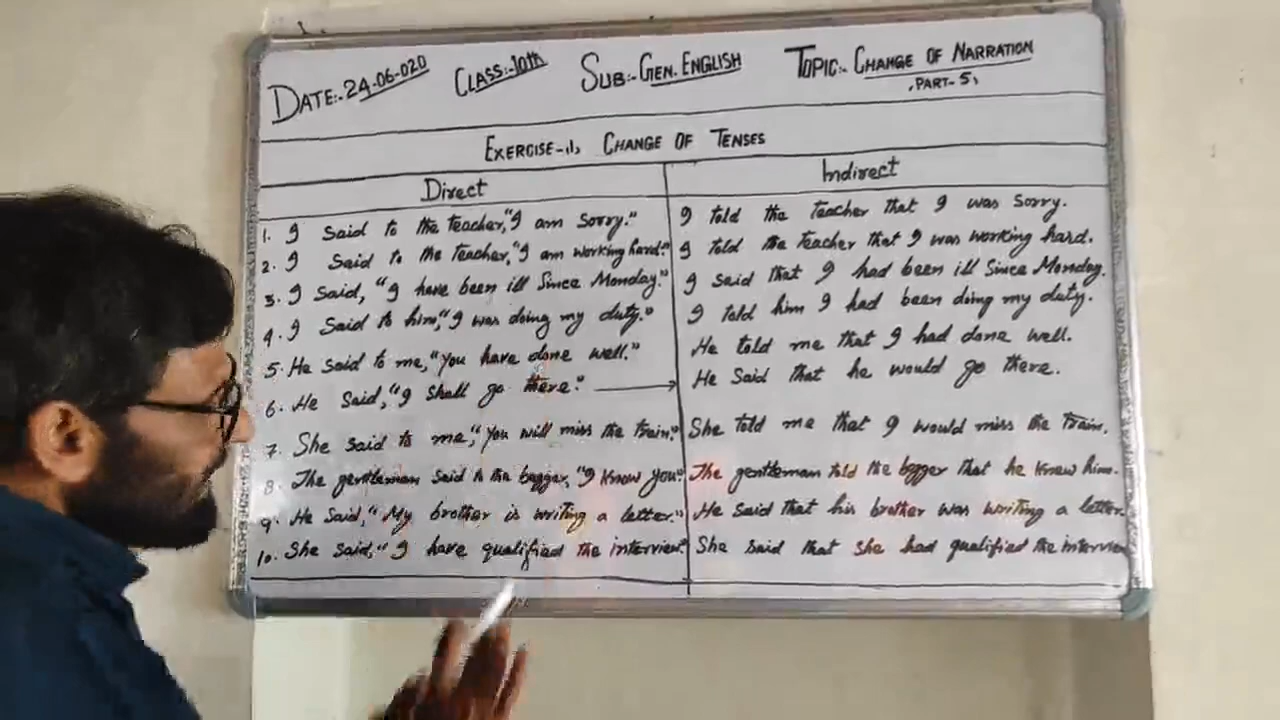 DATE:-24-06-020 CLASS:-10th SUB:-GEN. ENGLISH TOPIC:- CHANGE OF NARRATION
PART-5,
EXERCISE-1, CHANGE OF TENSES
Direct Indirect
1. I said to the teacher,"I am sorry." I told the teacher that I was sorry.
2. I said to the teacher,"I am working hard." I told the teacher that I was working hard.
3. I said, "I have been ill since Monday." I said that I had been ill since Monday.
4. I said to him,"I was doing my duty." I told him I had been doing my duty.
5. He said to me,"you have done well." He told me that I had done well.
6. He said,"I shall go there." He said that he would go there.
7. She said to me,"you will miss the train." She told me that I would miss the train.
8. The gentleman said to the begger, "I know you." The gentleman told the begger that he knew him.
9. He said,"My brother is writing a letter." He said that his brother was writing a letter.
10. She said,"I have qualified the interview." She said that she had qualified the interview